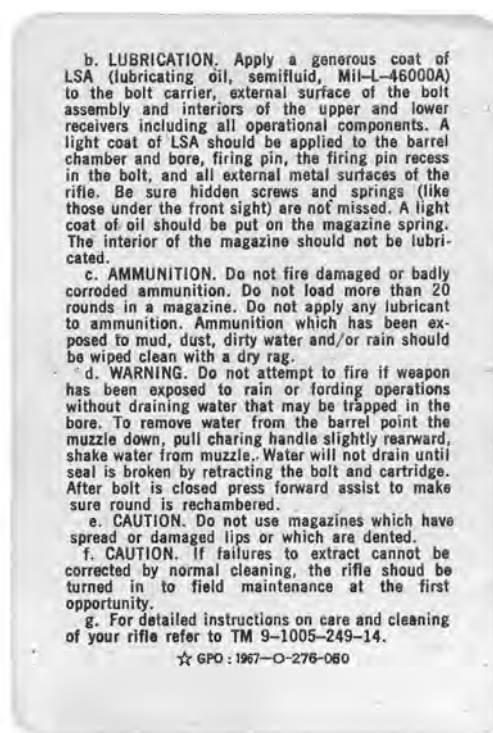 b. LUBRICATION. Apply a generous coat of
LSA (lubricating oil, semifluid, Mil–L–46000A)
to the bolt carrier, external surface of the bolt
assembly and interiors of the upper and lower
receivers including all operational components. A
light coat of LSA should be applied to the barrel
chamber and bore, firing pin, the firing pin recess
in the bolt, and all external metal surfaces of the
rifle. Be sure hidden screws and springs (like
those under the front sight) are not missed. A light
coat of oil should be put on the magazine spring.
The interior of the magazine should not be lubri-
cated.
c. AMMUNITION. Do not fire damaged or badly
corroded ammunition. Do not load more than 20
rounds in a magazine. Do not apply any lubricant
to ammunition. Ammunition which has been ex-
posed to mud, dust, dirty water and/or rain should
be wiped clean with a dry rag.
d. WARNING. Do not attempt to fire if weapon
has been exposed to rain or fording operations
without draining water that may be trapped in the
bore. To remove water from the barrel point the
muzzle down, pull charing handle slightly rearward,
shake water from muzzle. Water will not drain until
seal is broken by retracting the bolt and cartridge.
After bolt is closed press forward assist to make
sure round is rechambered.
e. CAUTION. Do not use magazines which have
spread or damaged lips or which are dented.
f. CAUTION. If failures to extract cannot be
corrected by normal cleaning, the rifle shoud be
turned in to field maintenance at the first
opportunity.
g. For detailed instructions on care and cleaning
of your rifle refer to TM 9–1005–249–14.
☆ GPO : 1967—O-276-060